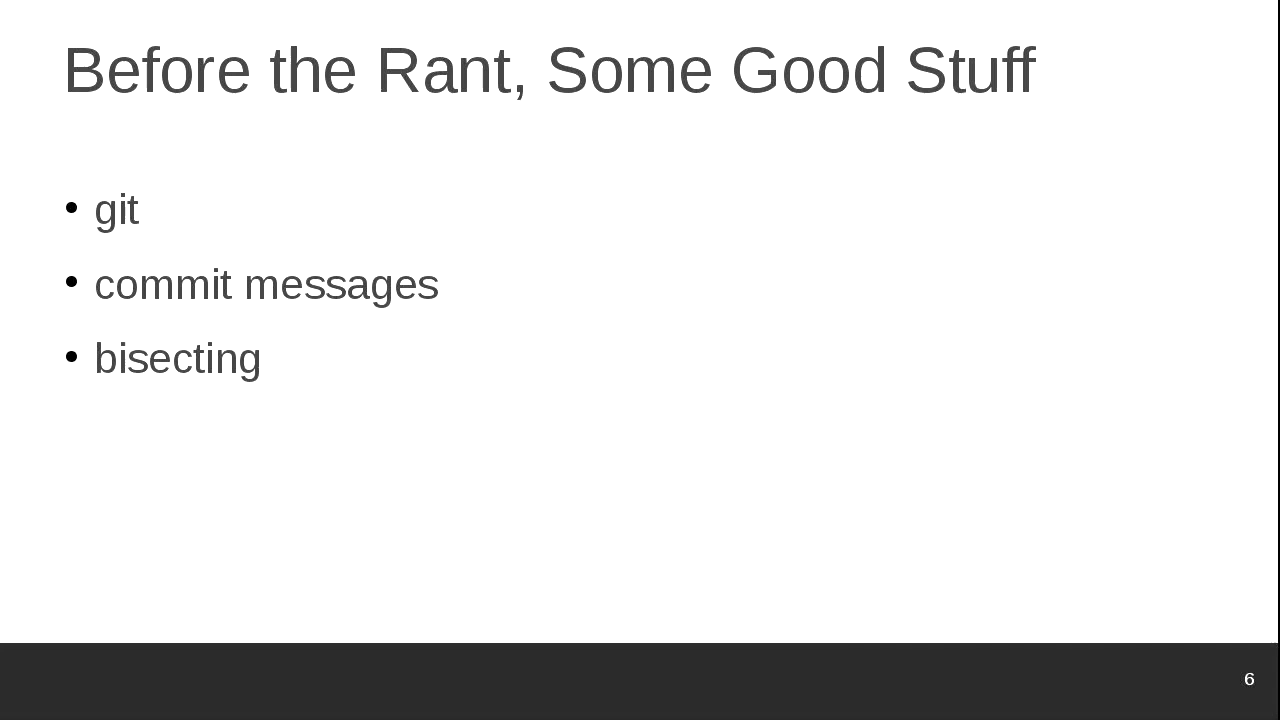 Before the Rant, Some Good Stuff
• git
• commit messages
• bisecting
6